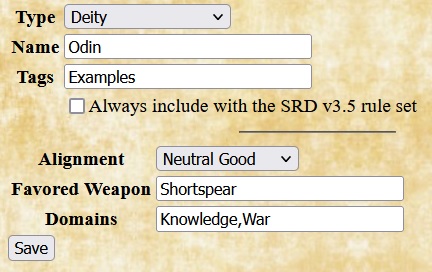 Type Deity
Name Odin
Tags Examples
Always include with the SRD v3.5 rule set
Alignment Neutral Good
Favored Weapon Shortspear
Domains Knowledge,War
Save